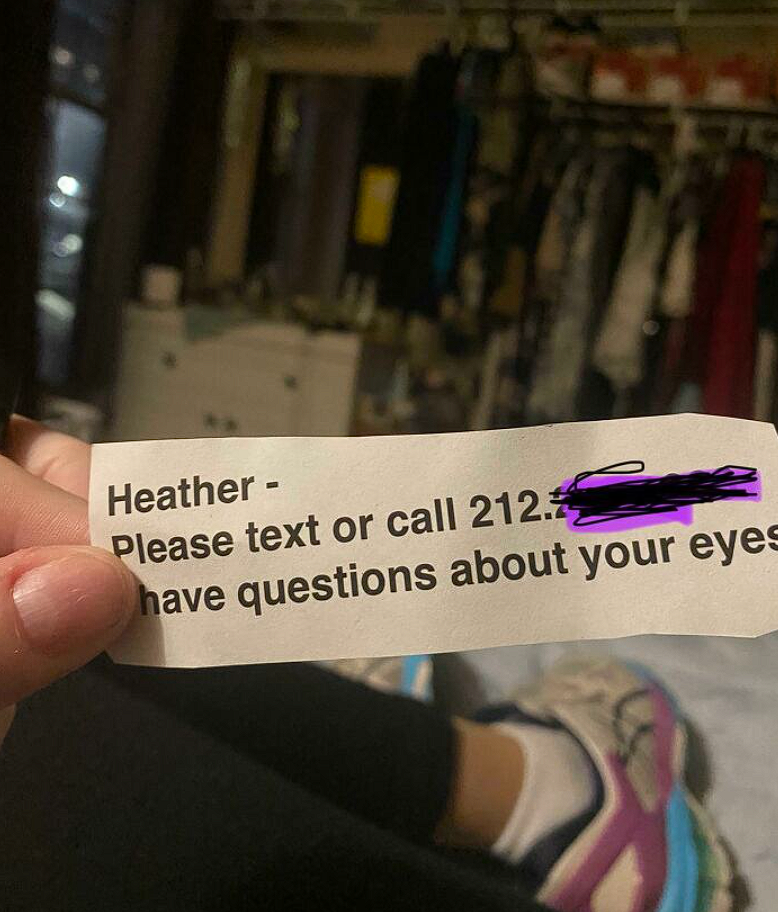 Heather -
Please text or call 212.
have questions about your eyes